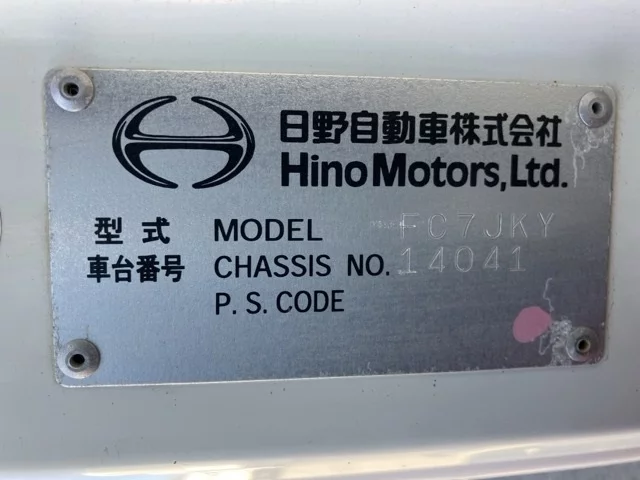 日野自動車株式会社
Hino Motors, Ltd.
型式 MODEL FC7JKY
車台番号 CHASSIS NO. 14041
P. S. CODE